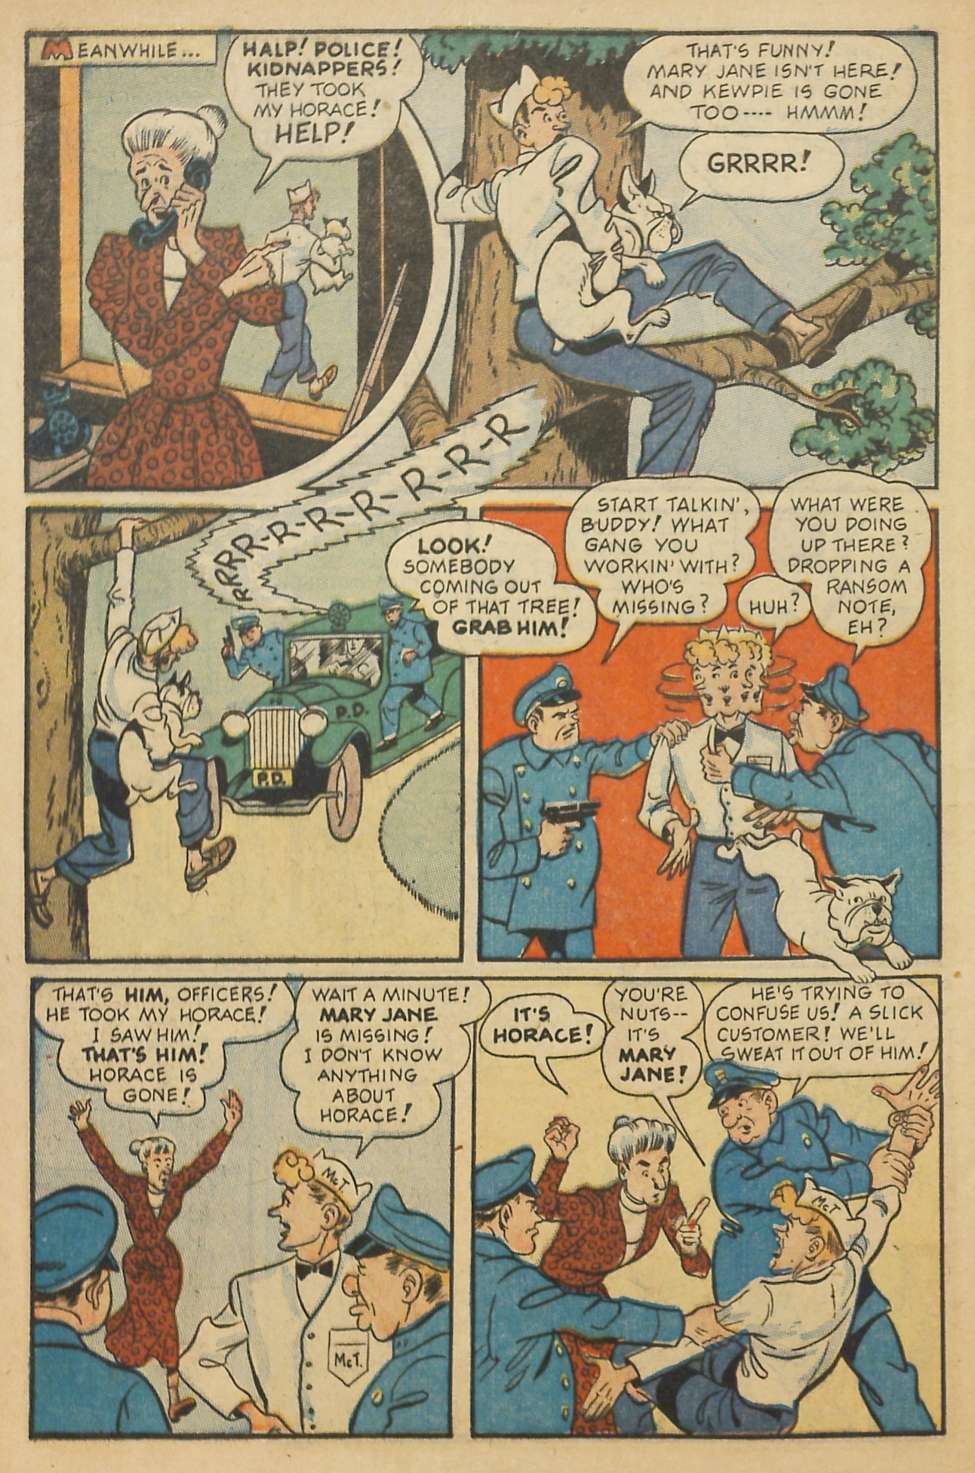 MEANWHILE...
HALP! POLICE!
KIDNAPPERS!
THEY TOOK
MY HORACE!
HELP!
THAT'S FUNNY!
MARY JANE ISN'T HERE!
AND KEWPIE IS GONE
TOO---- HMMM!
GRRRR!
RRRR-R-R-R-R-R-R-R
LOOK!
SOMEBODY
COMING OUT
OF THAT TREE!
GRAB HIM!
P.D.
P.D.
START TALKIN',
BUDDY! WHAT
GANG YOU
WORKIN' WITH?
WHO'S
MISSING?
HUH?
WHAT WERE
YOU DOING
UP THERE?
DROPPING A
RANSOM
NOTE,
EH?
THAT'S HIM, OFFICERS!
HE TOOK MY HORACE!
I SAW HIM!
THAT'S HIM!
HORACE IS
GONE!
WAIT A MINUTE!
MARY JANE
IS MISSING!
I DON'T KNOW
ANYTHING
ABOUT
HORACE!
McT
McT.
IT'S
HORACE!
YOU'RE
NUTS--
IT'S
MARY
JANE!
HE'S TRYING TO
CONFUSE US! A SLICK
CUSTOMER! WE'LL
SWEAT IT OUT OF HIM!
McT